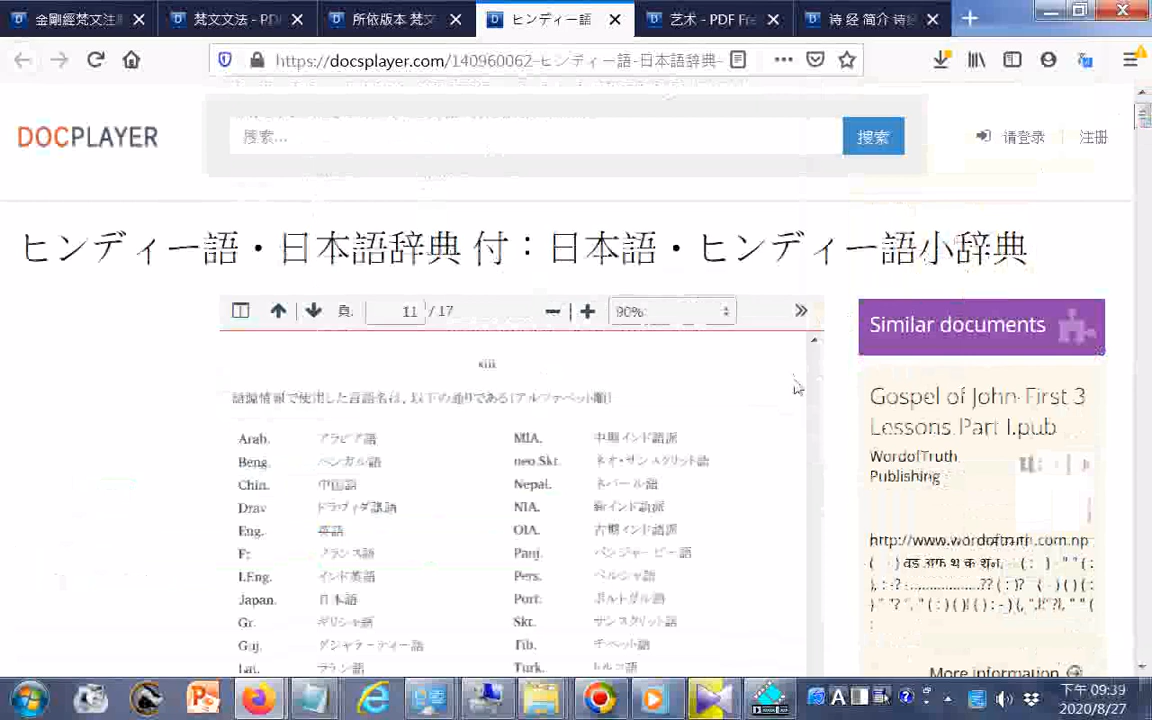 金剛經梵文注
梵文文法 - PDF
所依版本 梵文
ヒンディー語
艺术 - PDF Fre
诗 经 简介 诗
https://docsplayer.com/140960062-ヒンディー語-日本語辞典-
DOCPLAYER
搜索...
搜索
请登录
注册
ヒンディー語・日本語辞典 付：日本語・ヒンディー語小辞典
頁:
11 / 17
90%
Similar documents
xiii
語源情報で使用した言語名は、以下の通りである(アルファベット順)
Arab. アラビア語 MIA. 中期インド語派
Beng. ベンガル語 neo.Skt. ネオ・サンスクリット語
Chin. 中国語 Nepal. ネパール語
Drav ドラヴィダ語族 NIA. 新インド語派
Eng. 英語 OIA. 古期インド語派
Fr. フランス語 Panj. パンジャービー語
I.Eng. インド英語 Pers. ペルシャ語
Japan. 日本語 Port. ポルトガル語
Gr. ギリシャ語 Skt. サンスクリット語
Guj. グジャラーティー語 Tib. チベット語
Lat. ラテン語 Turk. トルコ語
Gospel of John-First 3
Lessons Part I.pub
WordofTruth
Publishing
http://www.wordoftruth.com.np
More information
下午 09:39
2020/8/27